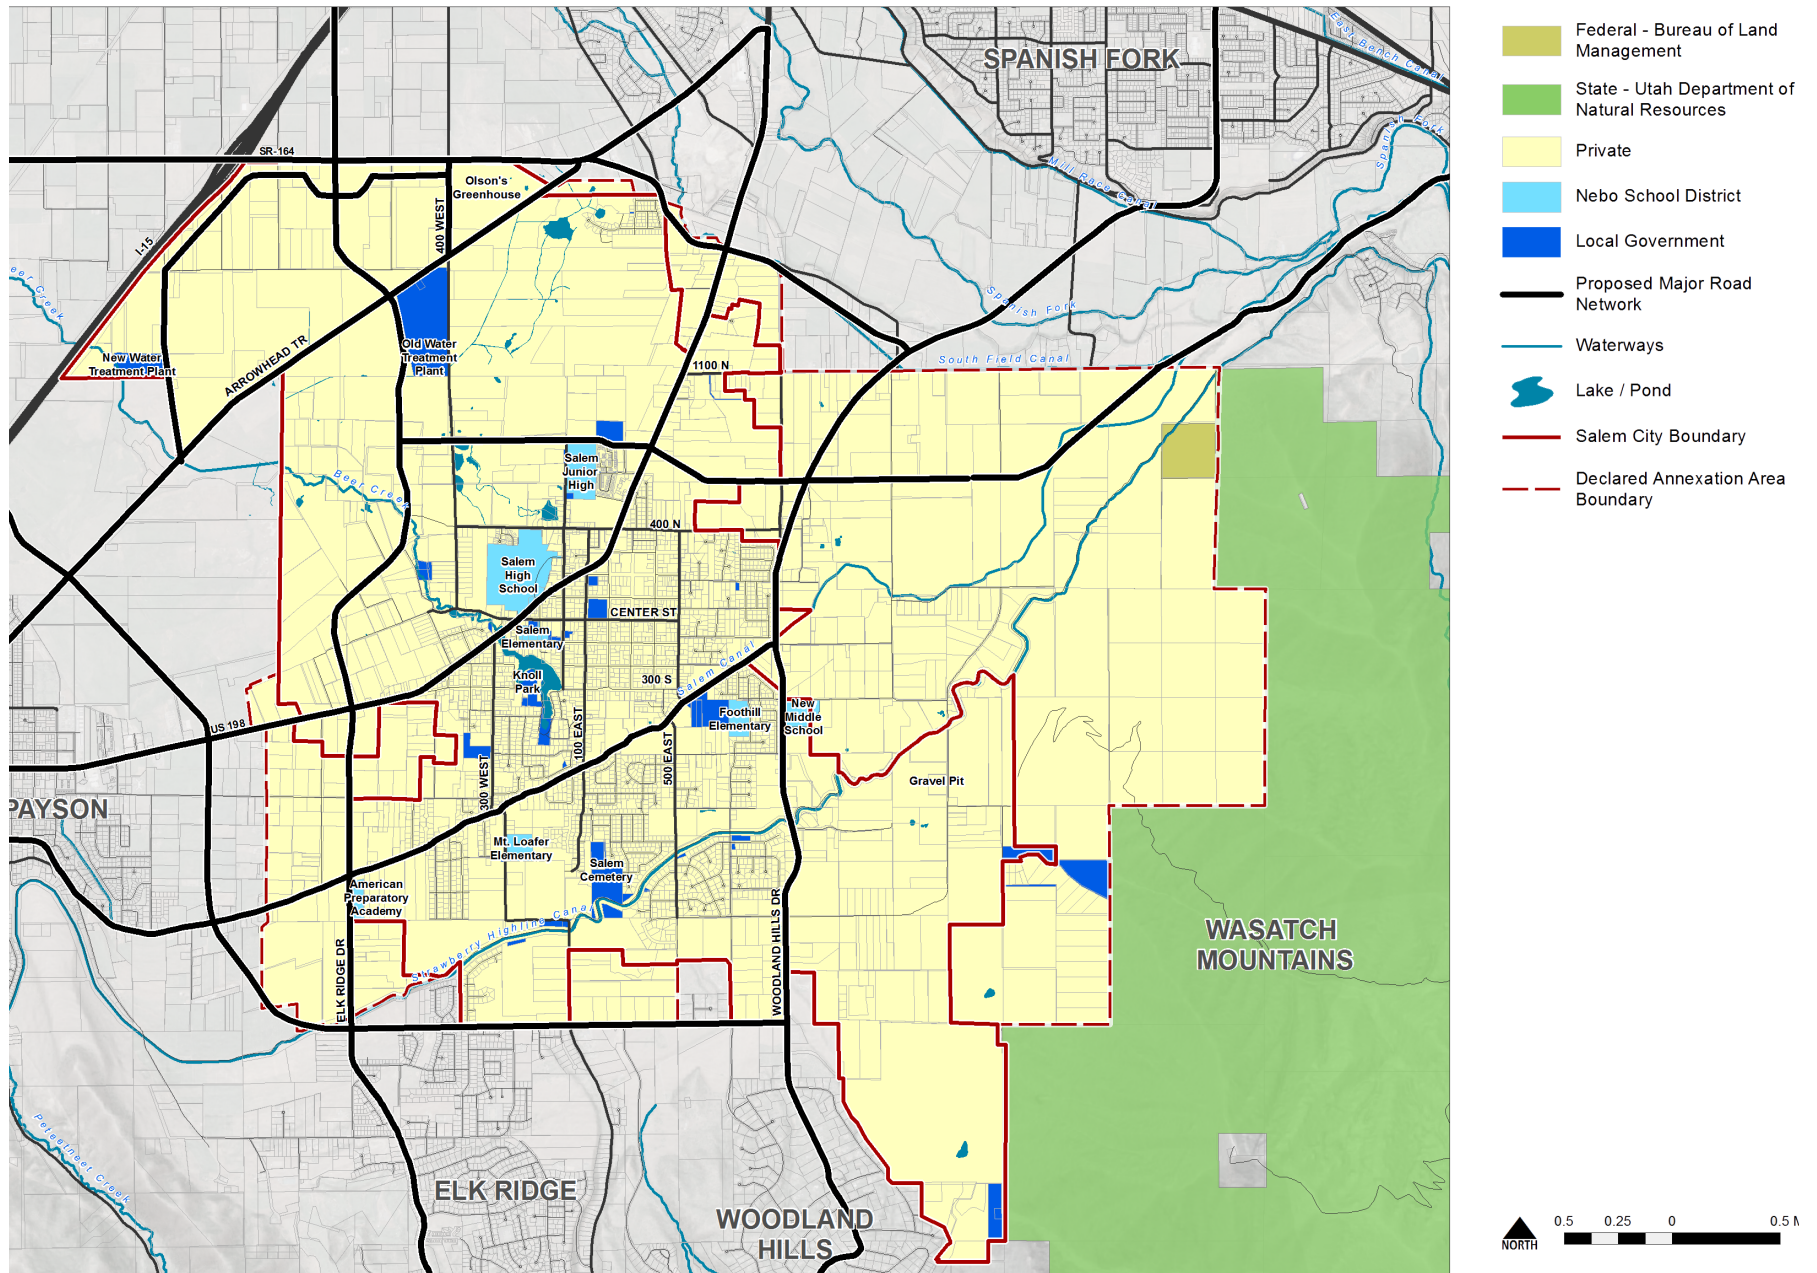 SPANISH FORK
East Bench Canal
Spanish Fork
Mill Race Canal
SR-164
Olson's
Greenhouse
400 WEST
I-15
Beer Creek
Spanish Fork
South Field Canal
New Water
Treatment Plant
Old Water
Treatment
Plant
ARROWHEAD TR
1100 N
Salem
Junior
High
Beer Creek
400 N
Salem
High
School
CENTER ST
Salem
Elementary
Salem Canal
Knoll
Park
300 S
US 198
100 EAST
500 EAST
300 WEST
Foothill
Elementary
New
Middle
School
Gravel Pit
PAYSON
Mt. Loafer
Elementary
Salem
Cemetery
American
Preparatory
Academy
Strawberry Highline Canal
ELK RIDGE DR
WOODLAND HILLS DR
WASATCH
MOUNTAINS
Peteetneet Creek
ELK RIDGE
WOODLAND
HILLS
Federal - Bureau of Land
Management
State - Utah Department of
Natural Resources
Private
Nebo School District
Local Government
Proposed Major Road
Network
Waterways
Lake / Pond
Salem City Boundary
Declared Annexation Area
Boundary
NORTH
0.5 0.25 0 0.5